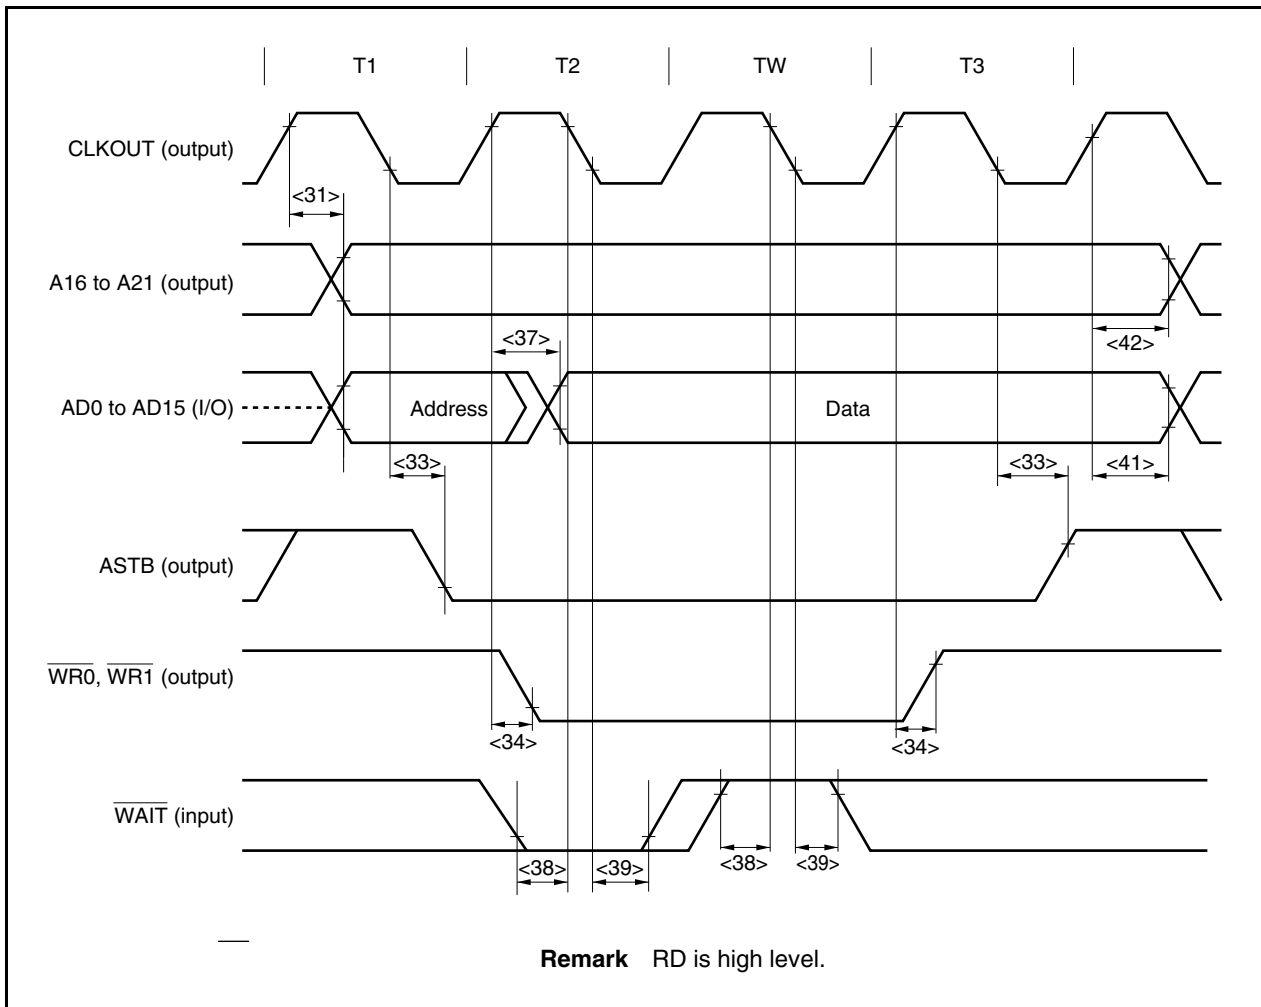 T1 T2 TW T3
CLKOUT (output)
<31>
A16 to A21 (output)
<42>
<37>
AD0 to AD15 (I/O)
Address
Data
<33>
<33>
<41>
ASTB (output)
WR0, WR1 (output)
<34>
<34>
WAIT (input)
<38>
<39>
<38>
<39>
Remark RD is high level.